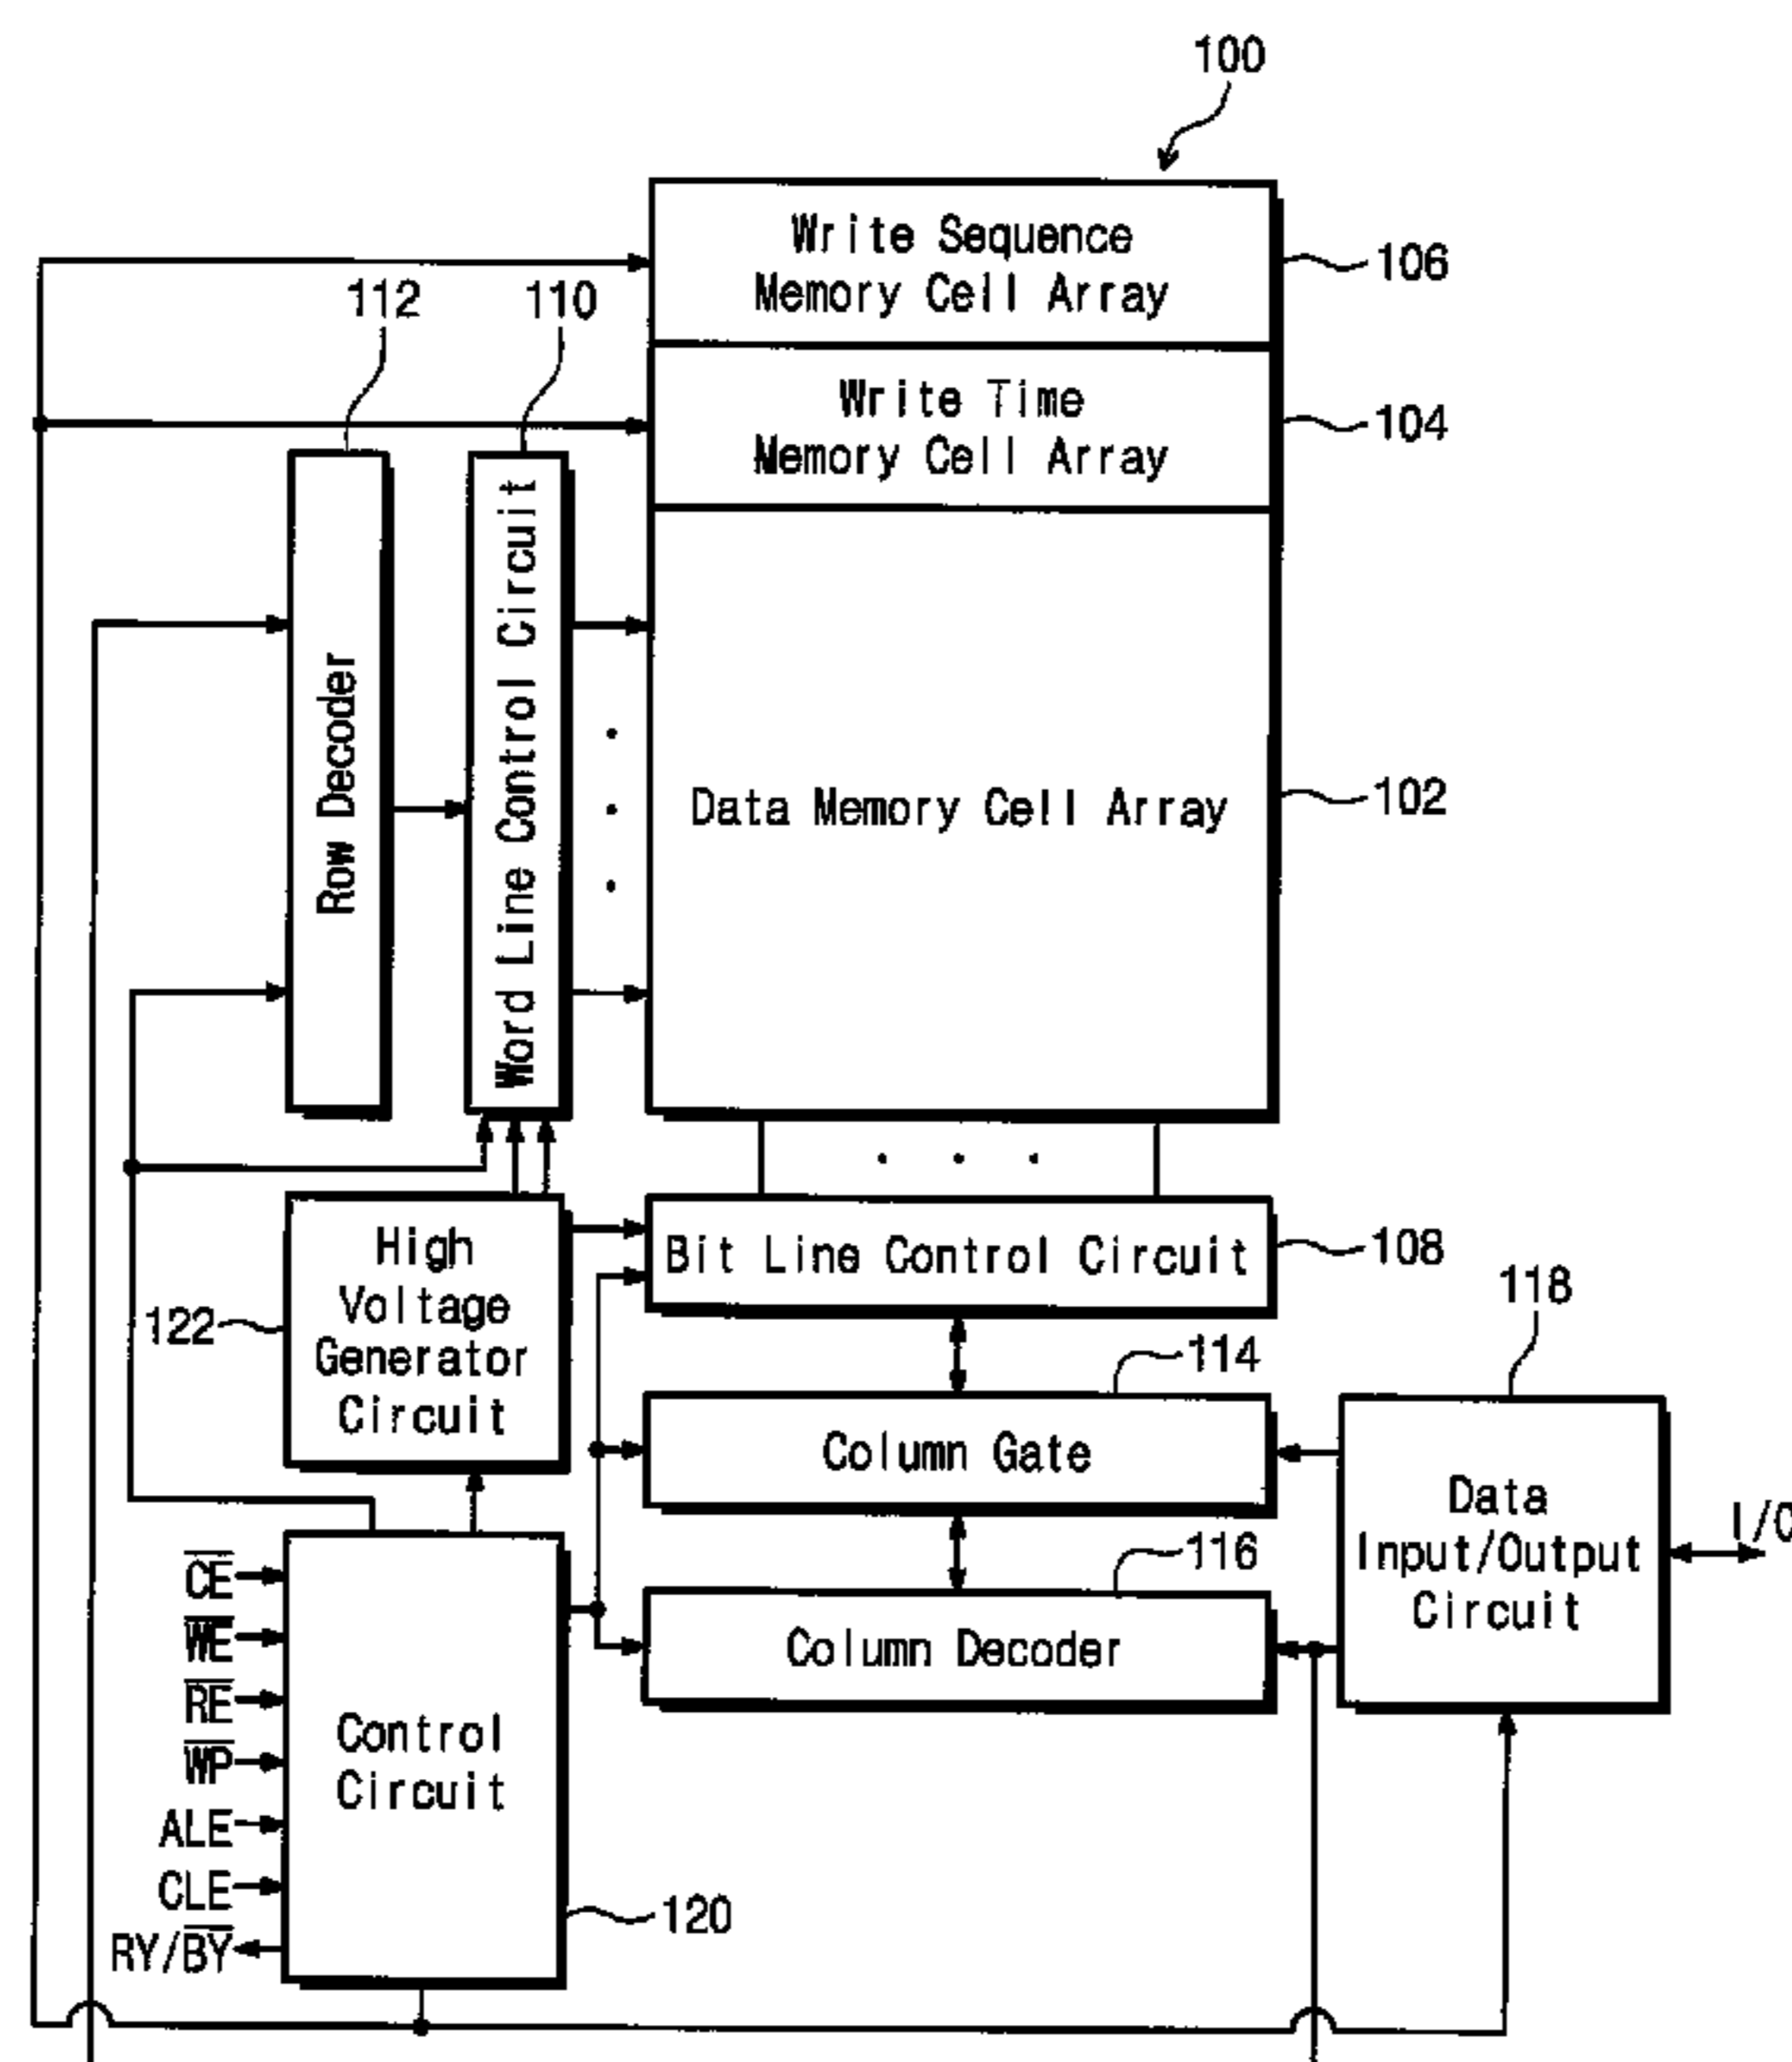 100
Write Sequence
Memory Cell Array
106
112
110
Write Time
Memory Cell Array
104
Row Decoder
Word Line Control Circuit
Data Memory Cell Array
102
High
Voltage
Generator
Circuit
122
Bit Line Control Circuit
108
118
114
Column Gate
Data
Input/Output
Circuit
I/O
116
Column Decoder
CE
WE
RE
WP
ALE
CLE
RY/BY
Control
Circuit
120